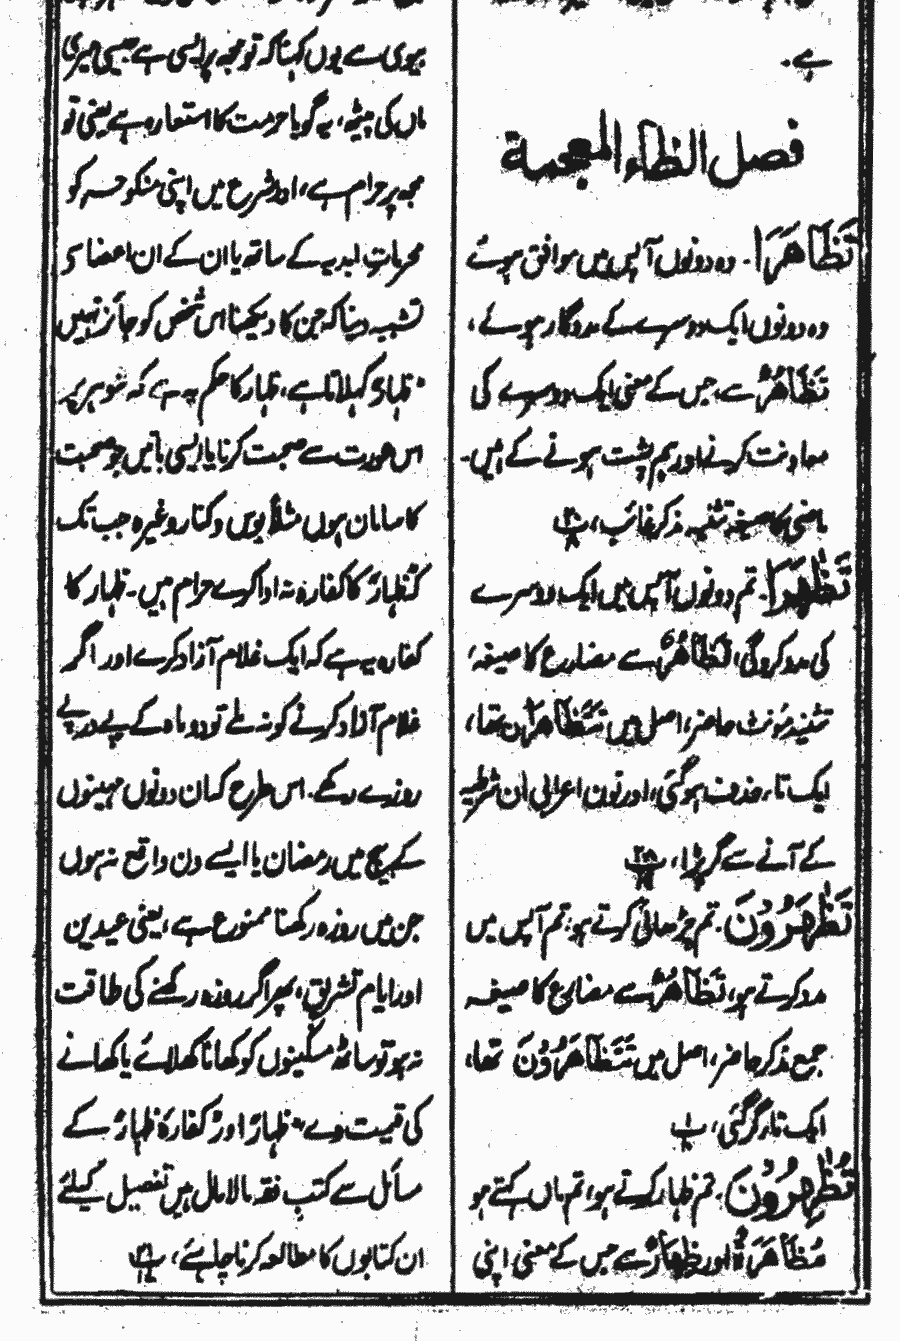 ہے۔
فصل الظاء المعجمة
تَظَاهَرَا۔ وہ دونوں آپس میں موافق ہوئے
وہ دونوں ایک دوسرے کے مددگار ہوئے،
تَظَاهُرٌ سے، جس کے معنی ایک دوسرے کی
معاونت کرنے اور ہم پشت ہونے کے ہیں۔
ماضی کا صیغہ تثنیہ مذکر غائب،
تَظٰهَرَا۔ تم دونوں آپس میں ایک دوسرے
کی مدد کروگی، تَظَاهُرٌ سے مضارع کا صیغہ،
تثنیہ مؤنث حاضر، اصل میں تَتَظَاهَرَانِ تھا،
ایک تاء حذف ہوگئی، اور نون اعرابی اِن شرطیہ
کے آنے سے گر پڑا، ۲۸
تَظٰهَرُوْنَ۔ تم چڑھائی کرتے ہو، تم آپس میں
مدد کرتے ہو، تَظَاهُرٌ سے مضارع کا صیغہ
جمع مذکر حاضر، اصل میں تَتَظَاهَرُوْنَ تھا،
ایک تاء گرگئی،
تُظٰهِرُوْنَ۔ تم ظہار کرتے ہو، تم ماں کہتے ہو
مُظَاهَرَةٌ اور ظِهَارٌ سے جس کے معنی اپنی
بیوی سے یوں کہنا کہ تو مجھ پر ایسی ہے جیسی میری
ماں کی پیٹھ، یہ گویا حرمت کا استعارہ ہے یعنی تو
مجھ پر حرام ہے، اور شرع میں اپنی منکوحہ کو
محرمات ابدیہ کے ساتھ یا ان کے ان اعضا سے
تشبیہ دینا کہ جن کا دیکھنا اس شخص کو جائز نہیں
ظہار کہلاتا ہے، ظہار کا حکم یہ ہے کہ شوہر پر
اس عورت سے صحبت کرنا یا ایسی باتیں جو صحبت
کا سامان ہوں مثلاً بوس و کنار وغیرہ جب تک
کہ ظہار کا کفارہ نہ ادا کرے حرام ہیں۔ ظہار کا
کفارہ یہ ہے کہ ایک غلام آزاد کرے اور اگر
غلام آزاد کرنے کو نہ ملے تو دو ماہ کے پے در پے
روزے رکھے۔ اس طرح کہ ان دونوں مہینوں
کے بیچ میں رمضان یا ایسے دن واقع نہ ہوں
جن میں روزہ رکھنا ممنوع ہے، یعنی عیدین
اور ایام تشریق، پھر اگر روزہ رکھنے کی طاقت
نہ ہو تو ساٹھ مسکینوں کو کھانا کھلائے یا کھانے
کی قیمت دے۔ ظہار اور کفارۂ ظہار کے
مسائل سے کتب فقہ مالامال ہیں تفصیل کیلئے
ان کتابوں کا مطالعہ کرنا چاہئے،